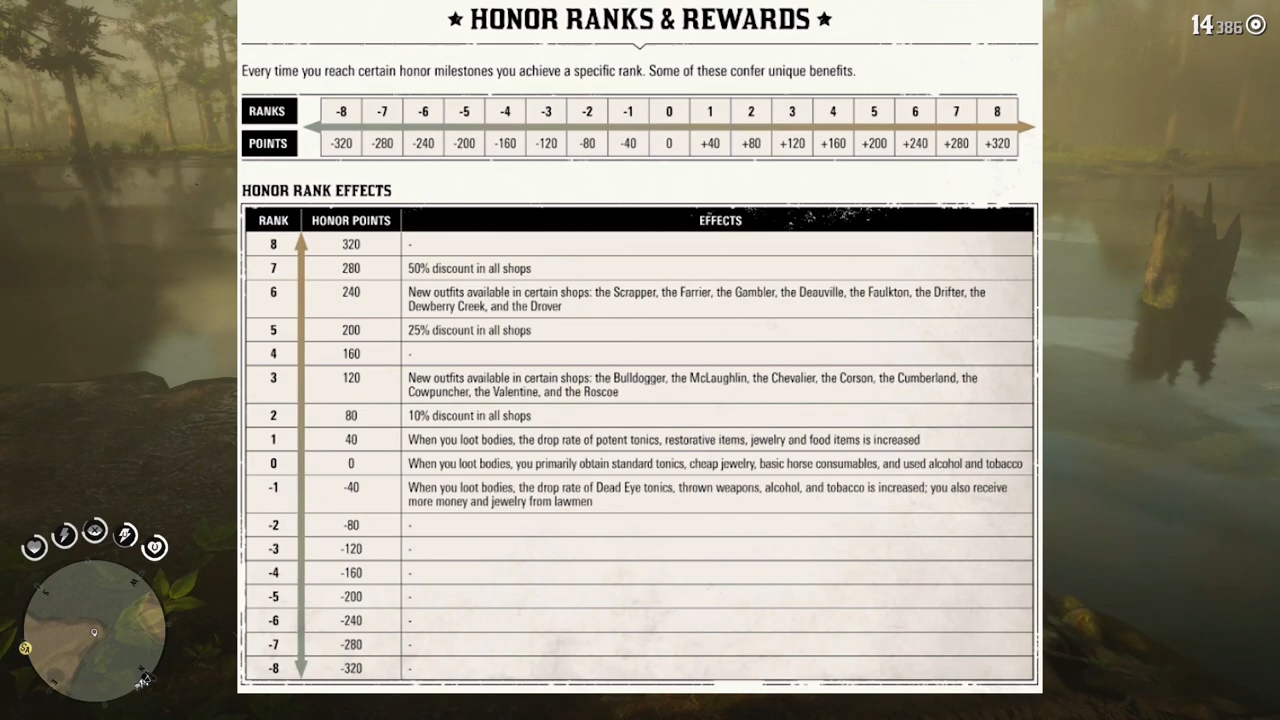 ★ HONOR RANKS & REWARDS ★
14 386
Every time you reach certain honor milestones you achieve a specific rank. Some of these confer unique benefits.
RANKS -8 -7 -6 -5 -4 -3 -2 -1 0 1 2 3 4 5 6 7 8
POINTS -320 -280 -240 -200 -160 -120 -80 -40 0 +40 +80 +120 +160 +200 +240 +280 +320
HONOR RANK EFFECTS
RANK HONOR POINTS EFFECTS
8 320 -
7 280 50% discount in all shops
6 240 New outfits available in certain shops: the Scrapper, the Farrier, the Gambler, the Deauville, the Faulkton, the Drifter, the
Dewberry Creek, and the Drover
5 200 25% discount in all shops
4 160 -
3 120 New outfits available in certain shops: the Bulldogger, the McLaughlin, the Chevalier, the Corson, the Cumberland, the
Cowpuncher, the Valentine, and the Roscoe
2 80 10% discount in all shops
1 40 When you loot bodies, the drop rate of potent tonics, restorative items, jewelry and food items is increased
0 0 When you loot bodies, you primarily obtain standard tonics, cheap jewelry, basic horse consumables, and used alcohol and tobacco
-1 -40 When you loot bodies, the drop rate of Dead Eye tonics, thrown weapons, alcohol, and tobacco is increased; you also receive
more money and jewelry from lawmen
-2 -80 -
-3 -120 -
-4 -160 -
-5 -200 -
-6 -240 -
-7 -280 -
-8 -320 -